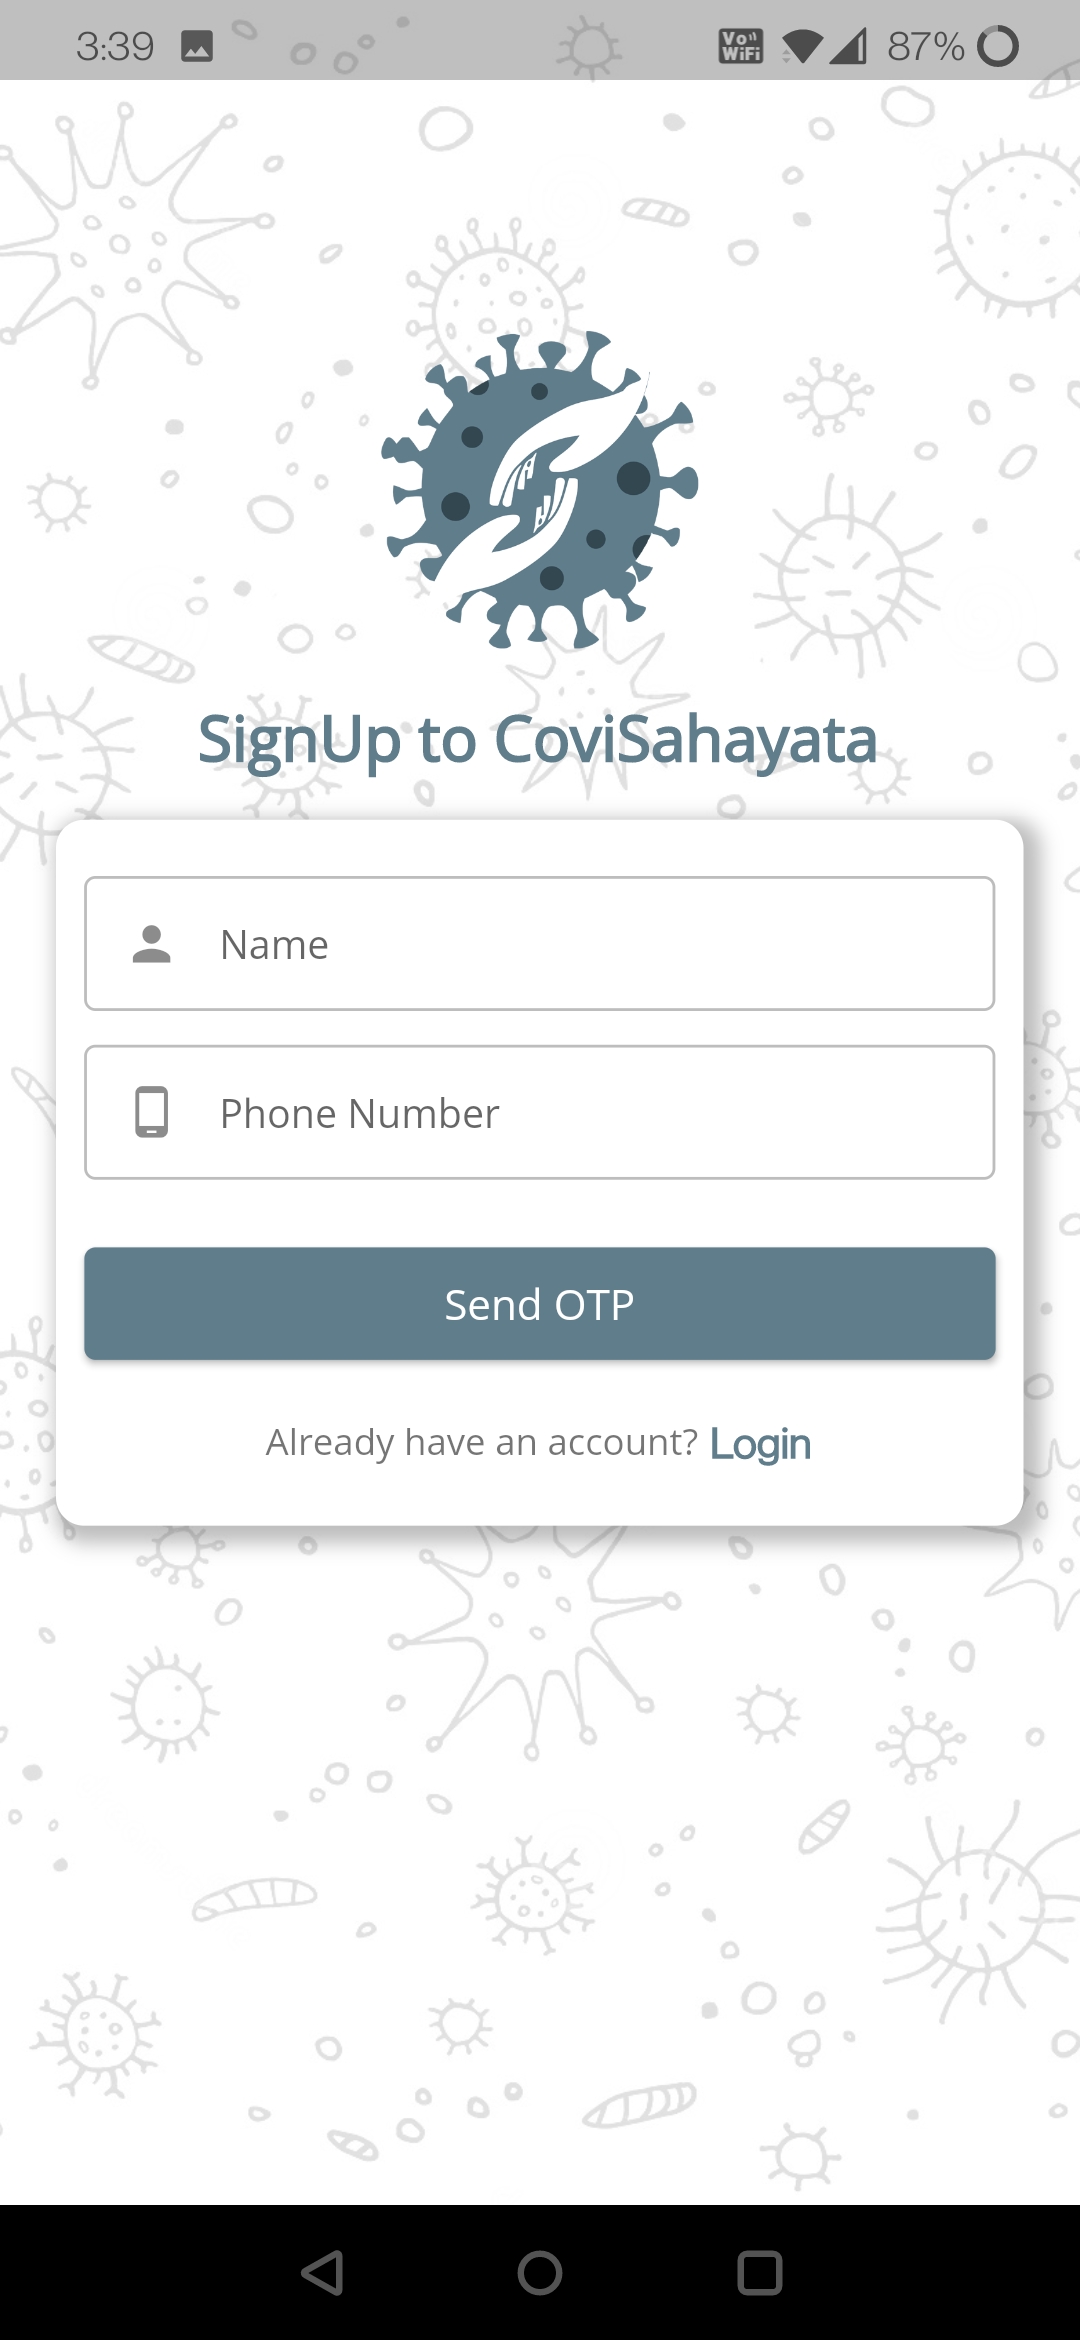 3:39
Vo WiFi 87%
SignUp to CoviSahayata
Name
Phone Number
Send OTP
Already have an account? Login